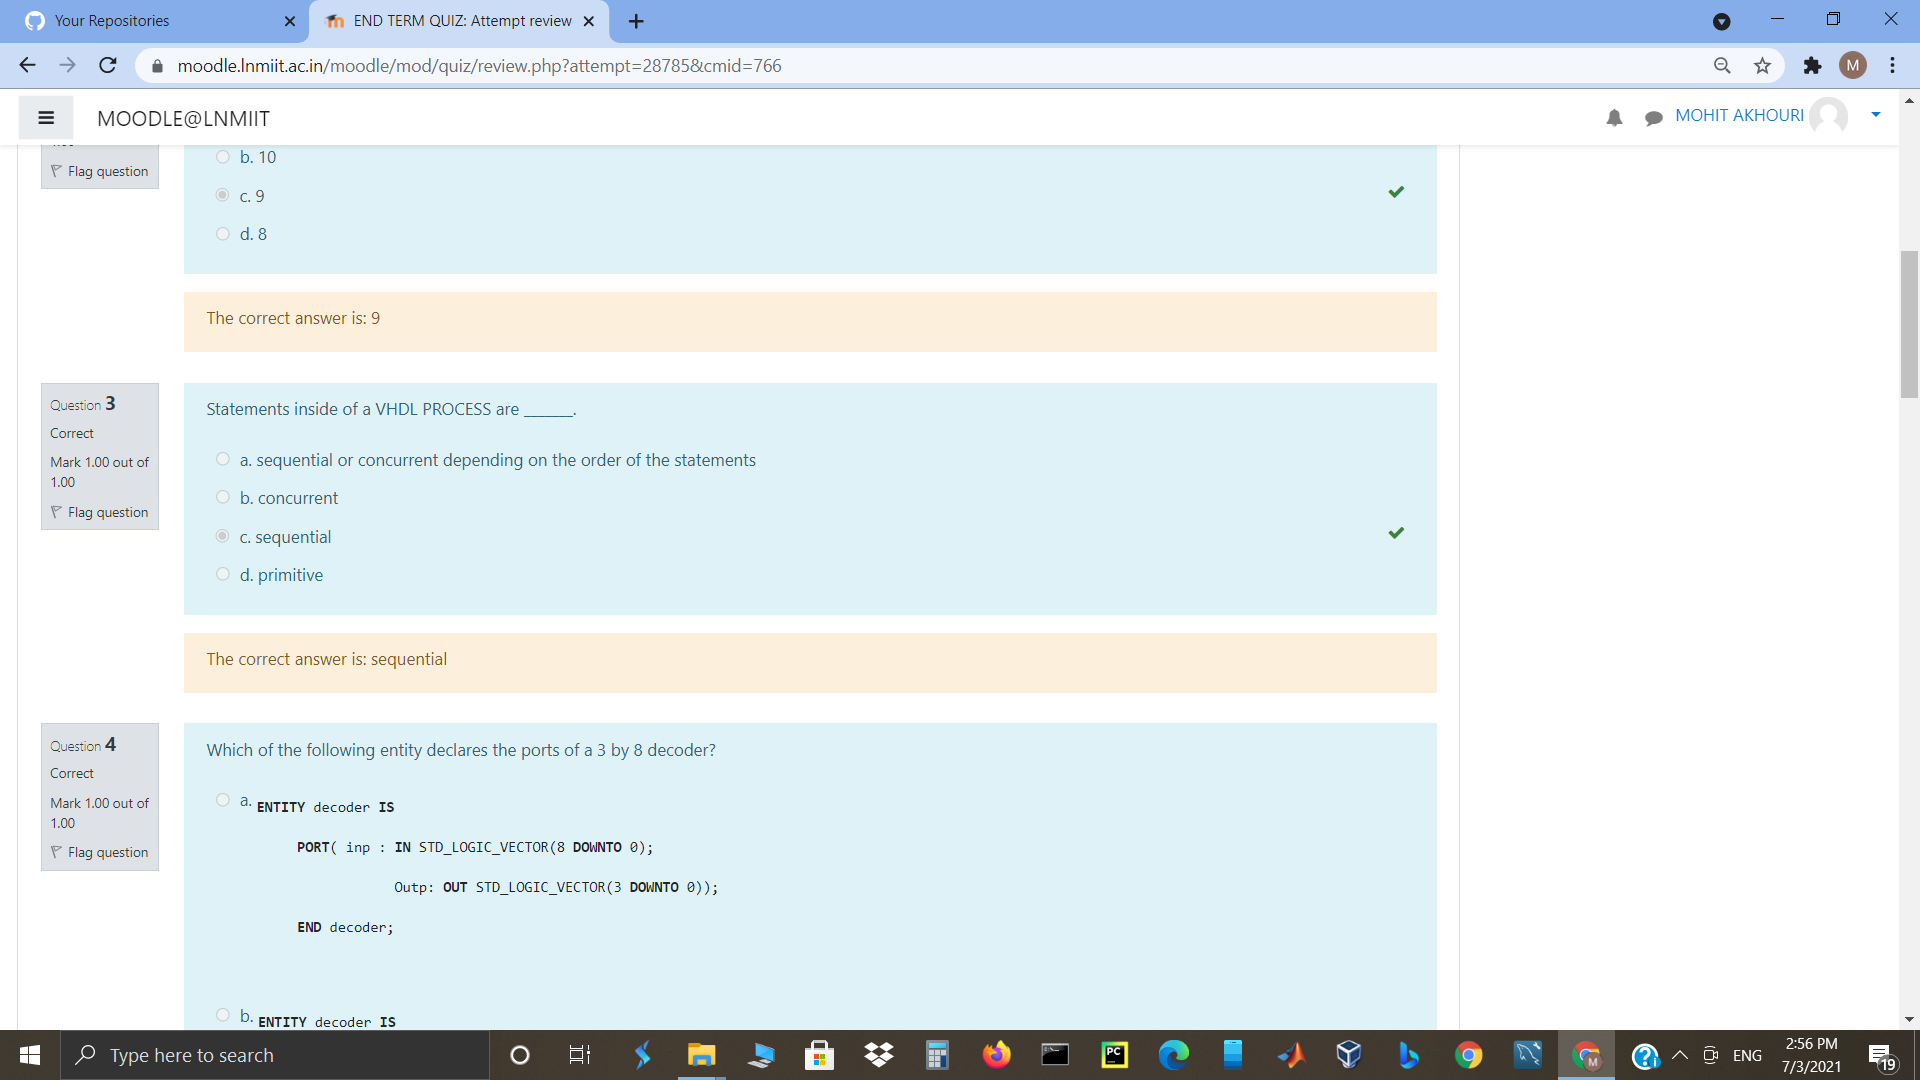 Your Repositories
END TERM QUIZ: Attempt review
moodle.lnmiit.ac.in/moodle/mod/quiz/review.php?attempt=28785&cmid=766
M
MOODLE@LNMIIT
MOHIT AKHOURI
Flag question
b. 10
c. 9
d. 8
The correct answer is: 9
Question 3
Correct
Mark 1.00 out of
1.00
Flag question
Statements inside of a VHDL PROCESS are ______.
a. sequential or concurrent depending on the order of the statements
b. concurrent
c. sequential
d. primitive
The correct answer is: sequential
Question 4
Correct
Mark 1.00 out of
1.00
Flag question
Which of the following entity declares the ports of a 3 by 8 decoder?
a. ENTITY decoder IS
PORT( inp : IN STD_LOGIC_VECTOR(8 DOWNTO 0);
Outp: OUT STD_LOGIC_VECTOR(3 DOWNTO 0));
END decoder;
b. ENTITY decoder IS
Type here to search
PC
M
ENG
2:56 PM
7/3/2021
19